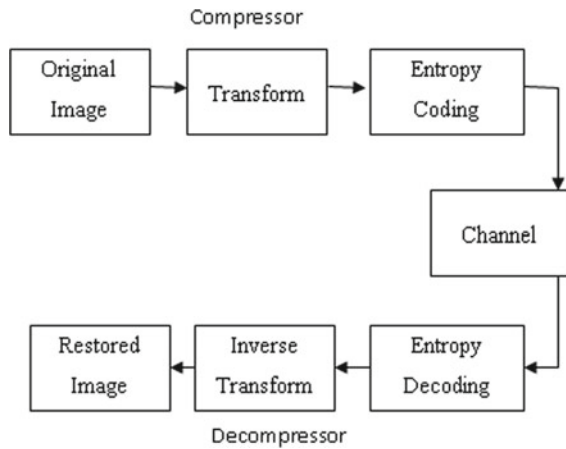 Compressor
Original
Image
Transform
Entropy
Coding
Channel
Restored
Image
Inverse
Transform
Entropy
Decoding
Decompressor